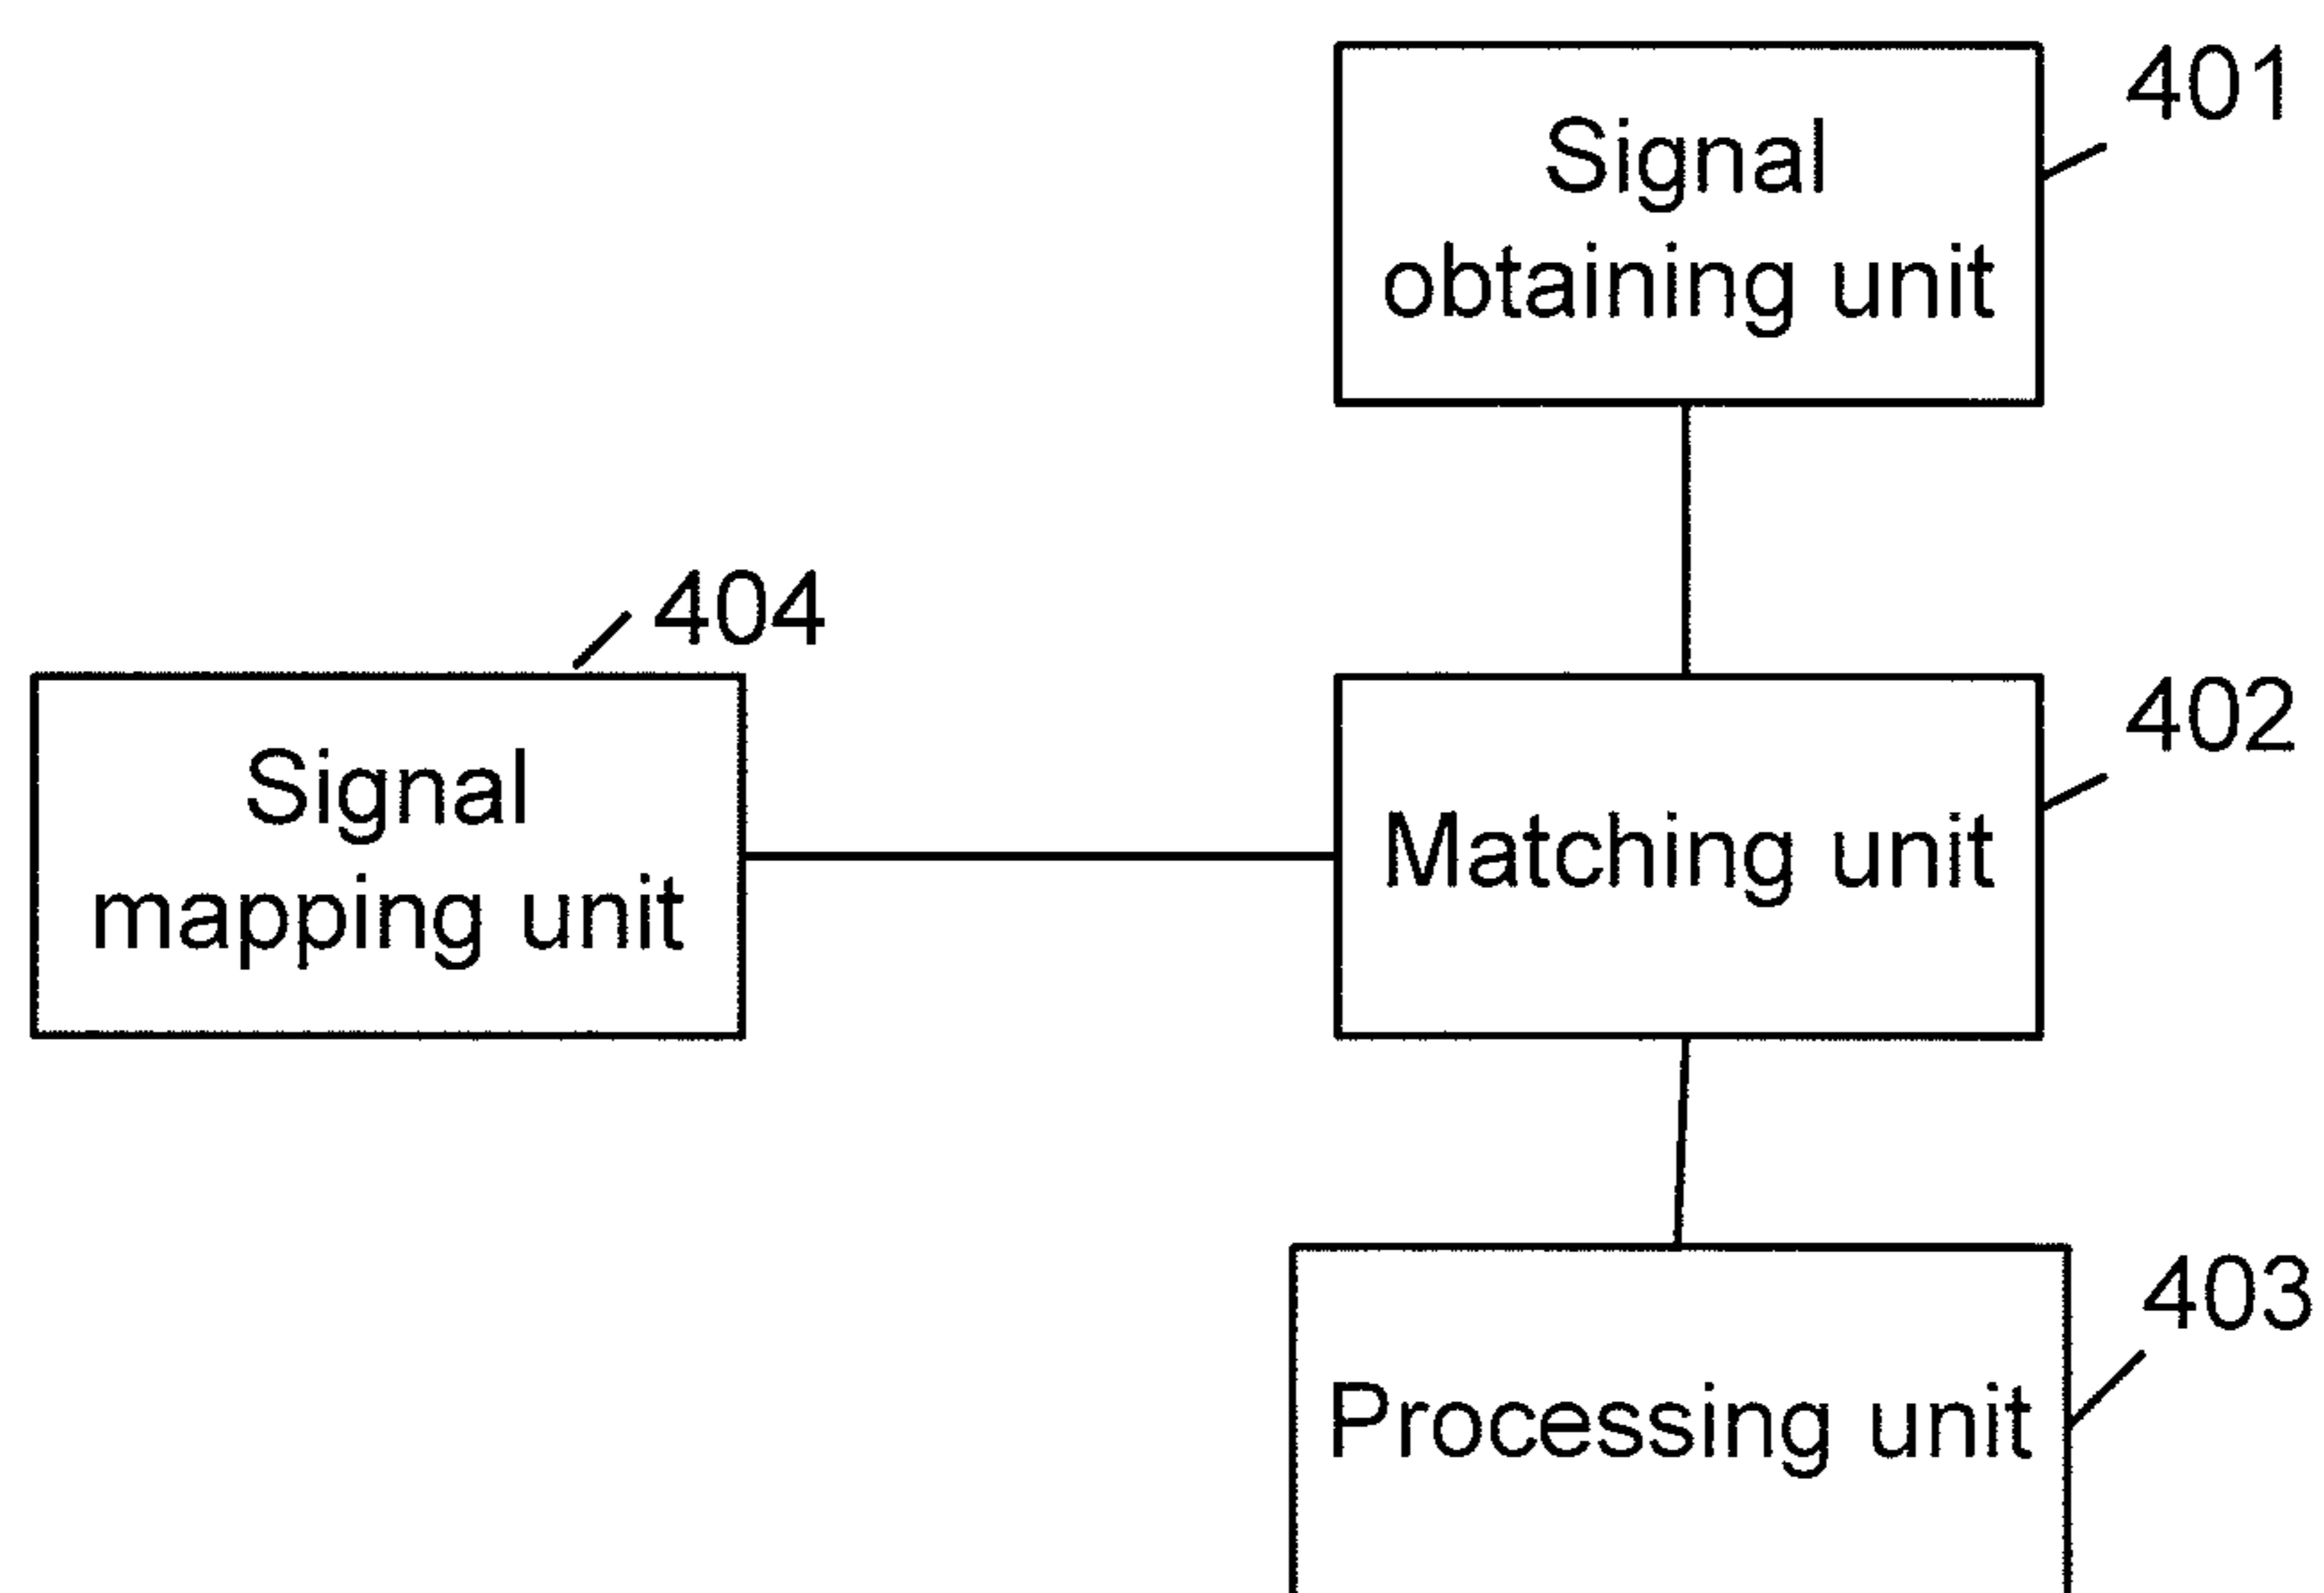 401
Signal
obtaining unit
404
Signal
mapping unit
402
Matching unit
403
Processing unit